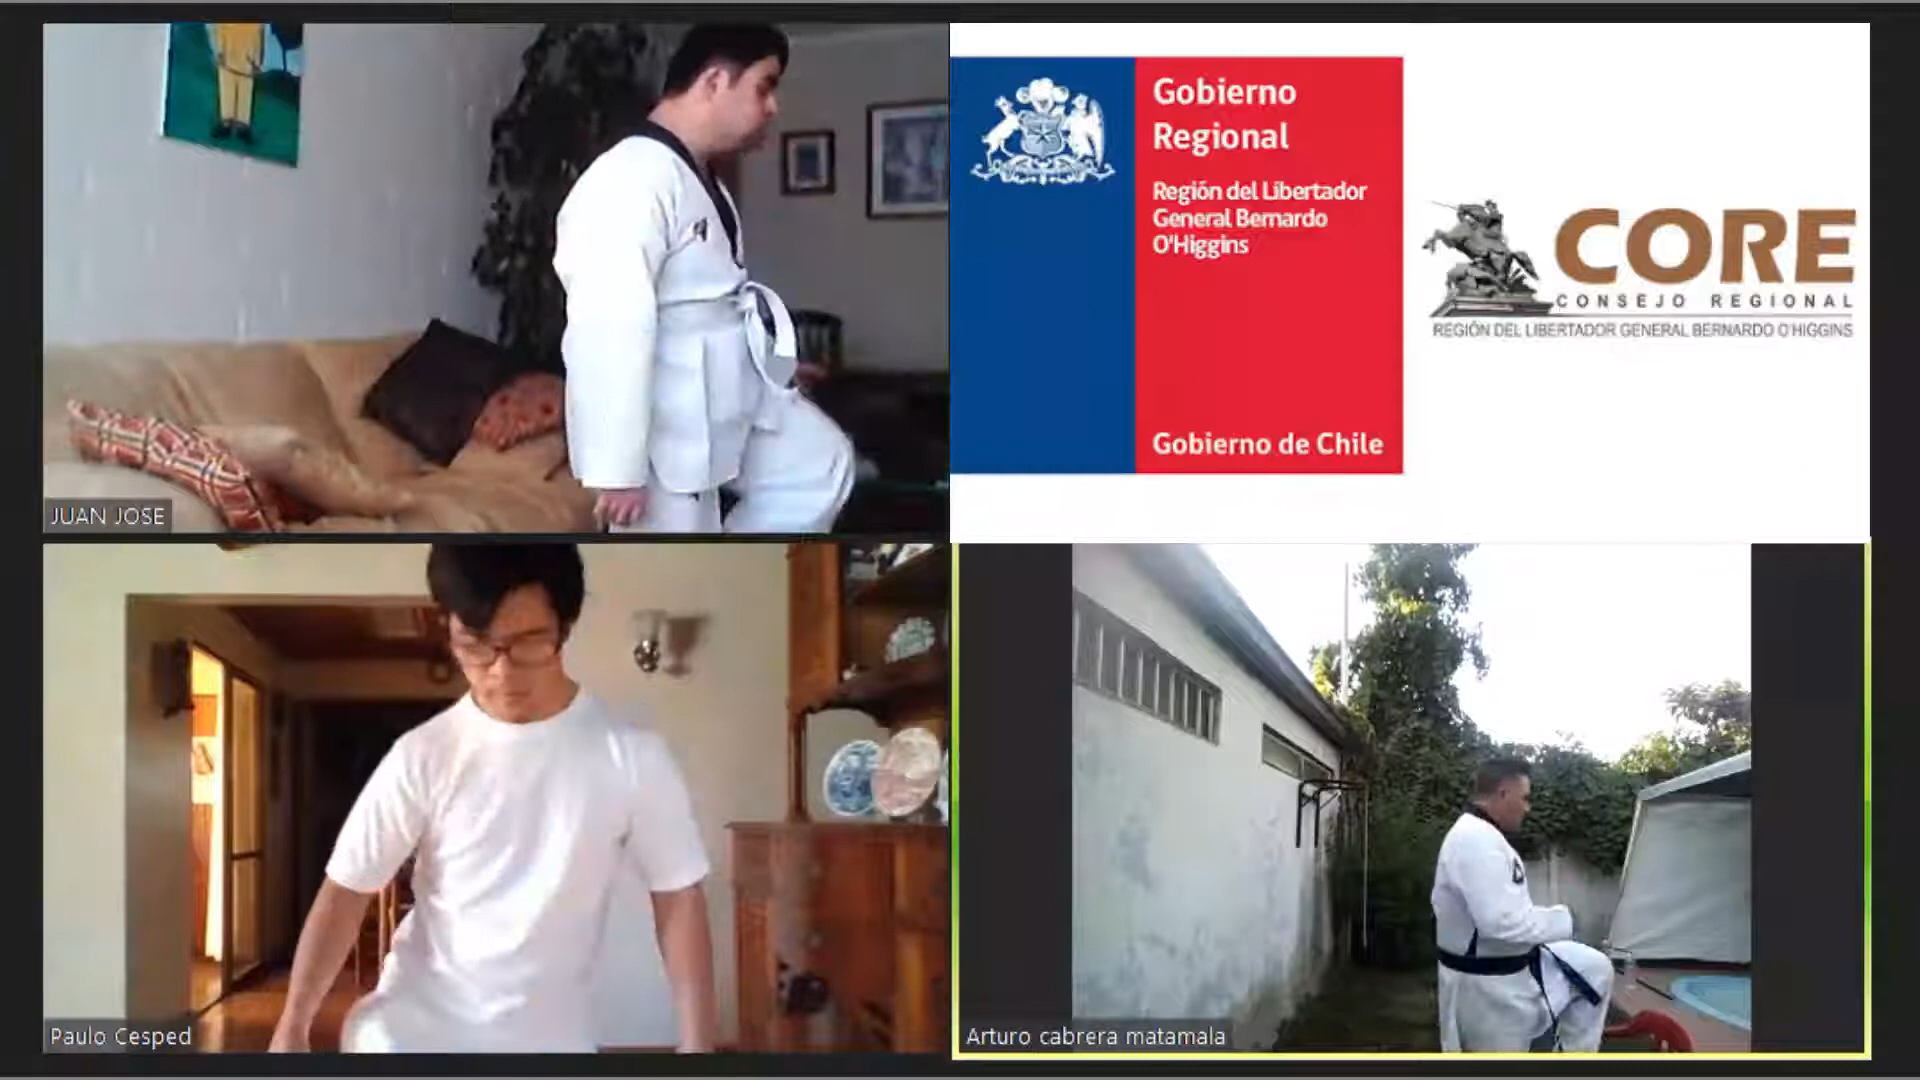 JUAN JOSE
Gobierno
Regional
Región del Libertador
General Bernardo
O'Higgins
Gobierno de Chile
CORE
CONSEJO REGIONAL
REGIÓN DEL LIBERTADOR GENERAL BERNARDO O'HIGGINS
Paulo Cesped
Arturo cabrera matamala